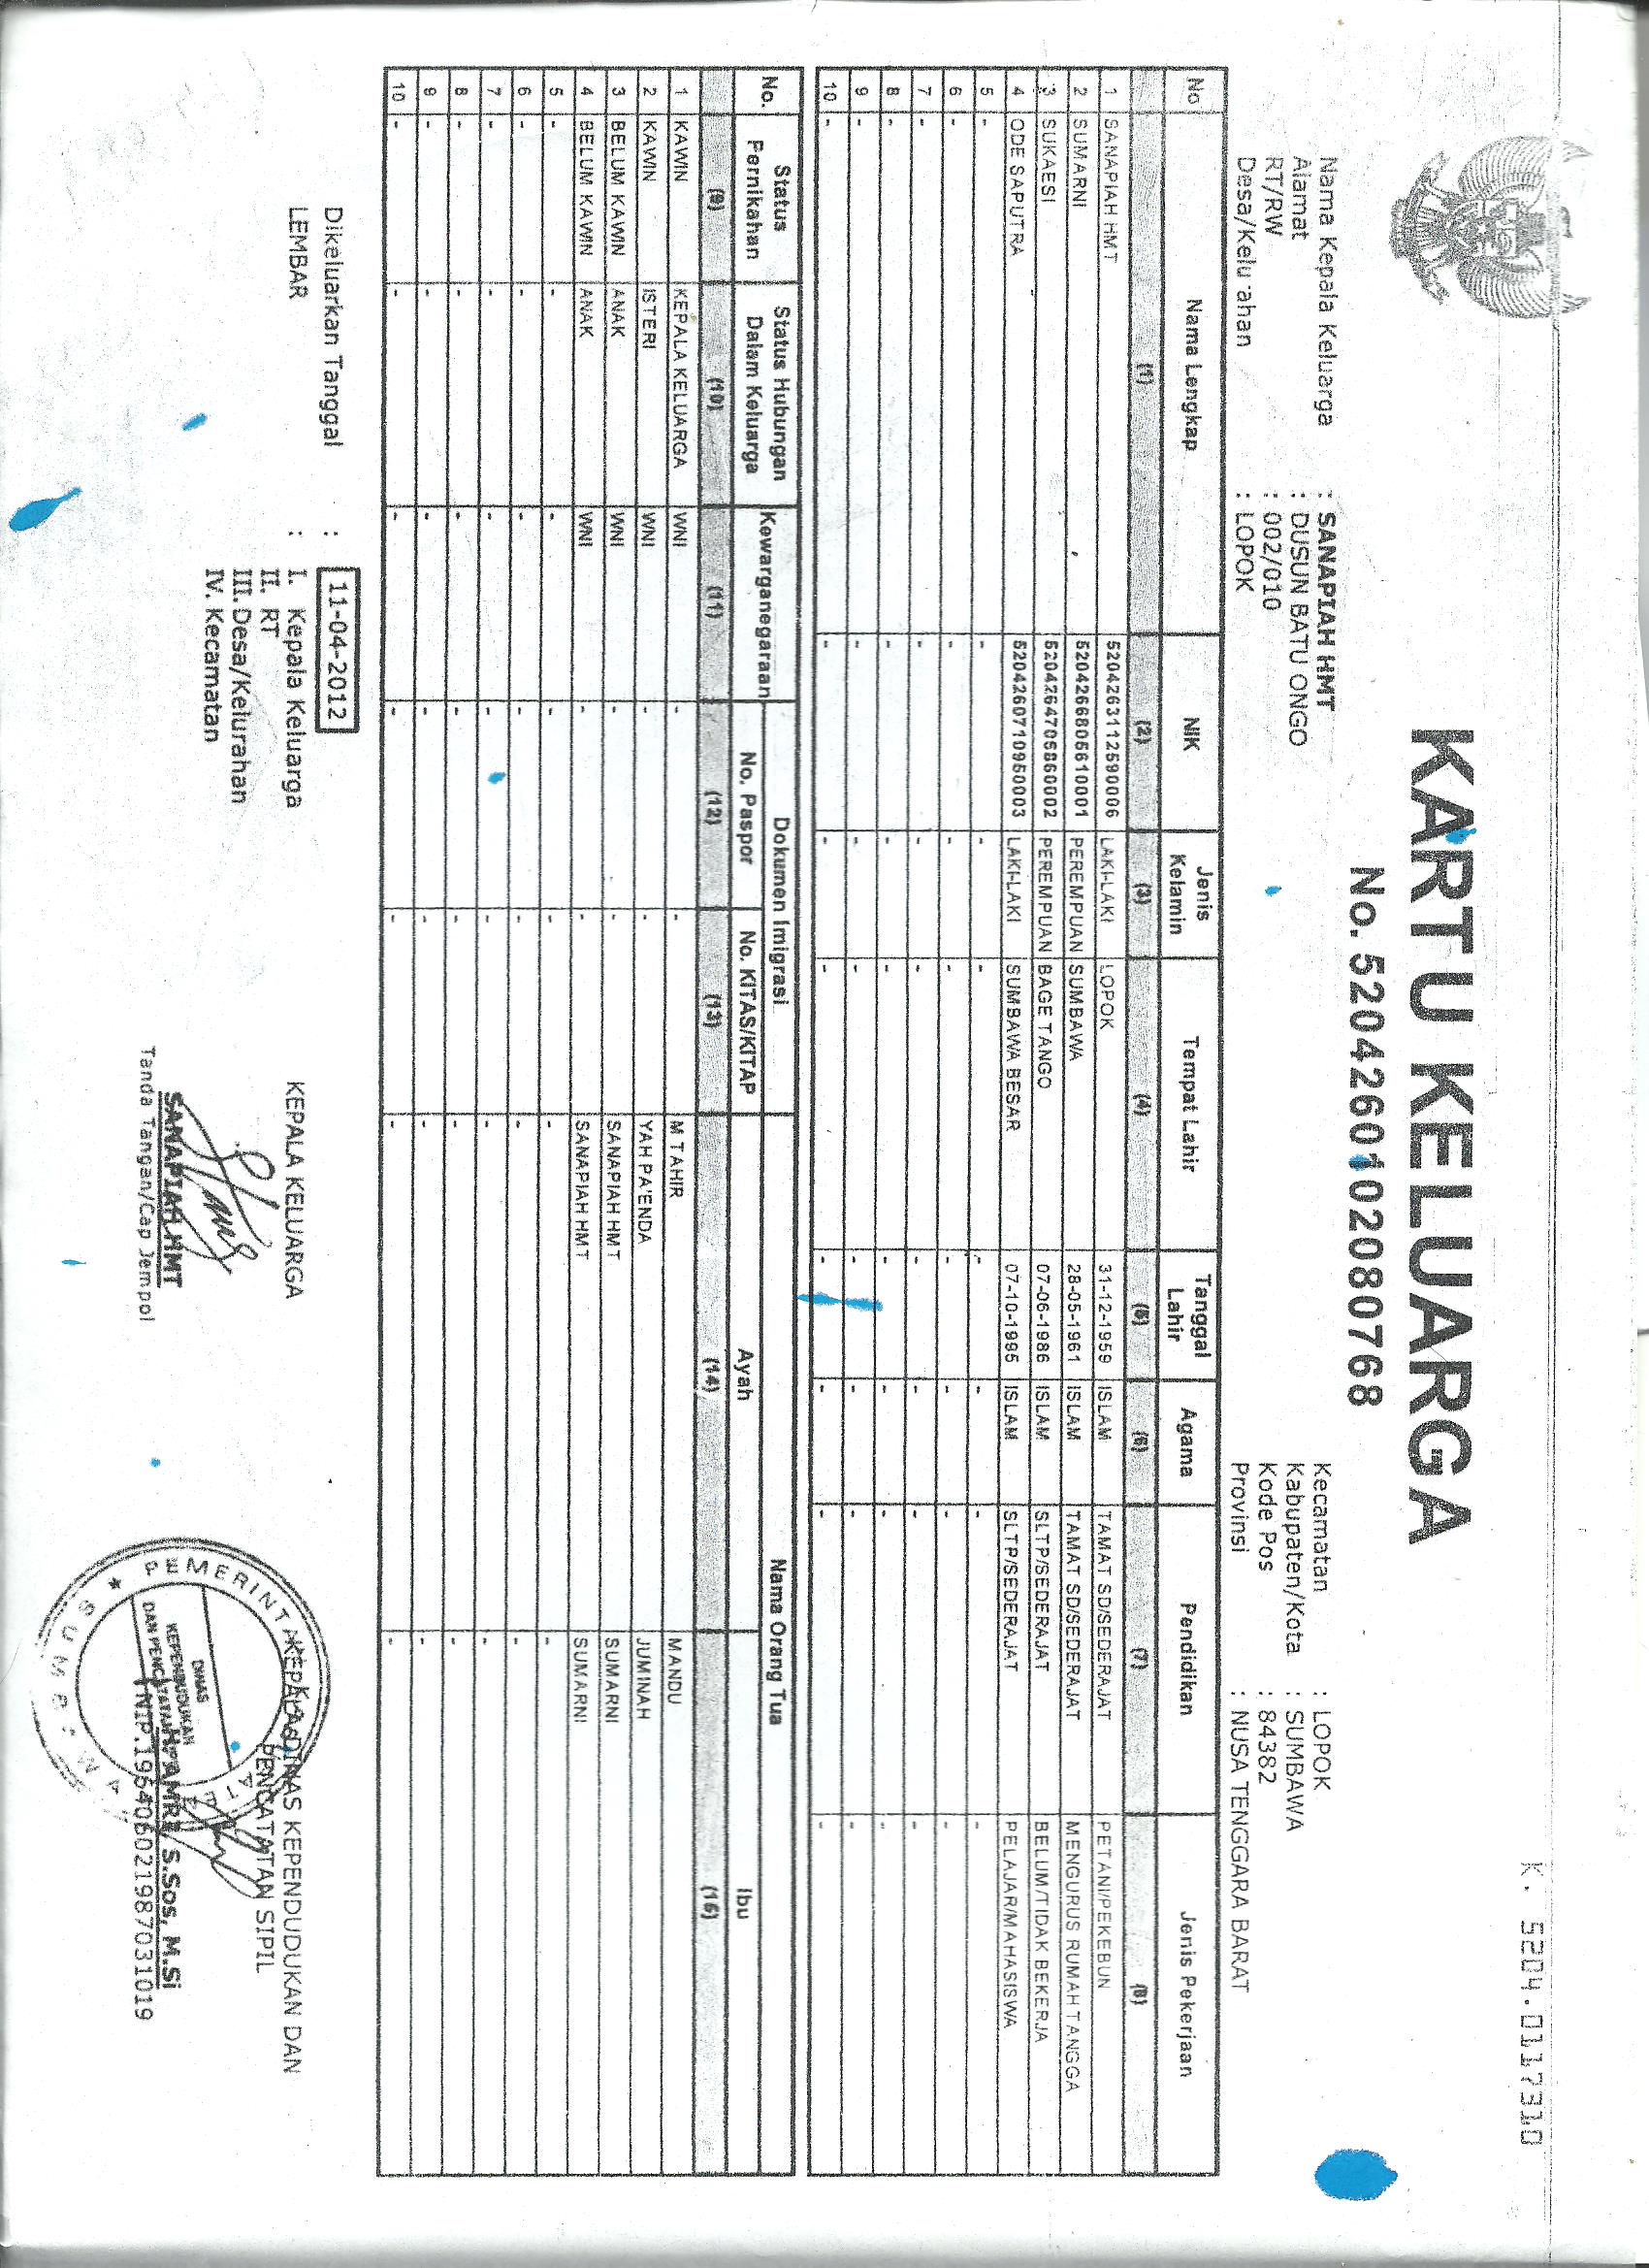 K. 5204.0117310
KARTU KELUARGA
No. 5204260102080768
Nama Kepala Keluarga : SANAPIAH HMT
Alamat : DUSUN BATU ONGO
RT/RW : 002/010
Desa/Kelurahan : LOPOK
Kecamatan : LOPOK
Kabupaten/Kota : SUMBAWA
Kode Pos : 84382
Provinsi : NUSA TENGGARA BARAT
No Nama Lengkap NIK Jenis Kelamin Tempat Lahir Tanggal Lahir Agama Pendidikan Jenis Pekerjaan
(1) (2) (3) (4) (5) (6) (7) (8)
1 SANAPIAH HMT 5204263112590006 LAKI-LAKI LOPOK 31-12-1959 ISLAM TAMAT SD/SEDERAJAT PETANI/PEKEBUN
2 SUMARNI 5204266805610001 PEREMPUAN SUMBAWA 28-05-1961 ISLAM TAMAT SD/SEDERAJAT MENGURUS RUMAH TANGGA
3 SUKAESI 5204264706860002 PEREMPUAN BAGE TANGO 07-06-1986 ISLAM SLTP/SEDERAJAT BELUM/TIDAK BEKERJA
4 ODE SAPUTRA 5204260710950003 LAKI-LAKI SUMBAWA BESAR 07-10-1995 ISLAM SLTP/SEDERAJAT PELAJAR/MAHASISWA
5 - - - - - - - -
6 - - - - - - - -
7 - - - - - - - -
8 - - - - - - - -
9 - - - - - - - -
10 - - - - - - - -
No. Status Pernikahan Status Hubungan Dalam Keluarga Kewarganegaraan Dokumen Imigrasi Nama Orang Tua
No. Paspor No. KITAS/KITAP Ayah Ibu
(9) (10) (11) (12) (13) (14) (15)
1 KAWIN KEPALA KELUARGA WNI - - M TAHIR MANDU
2 KAWIN ISTERI WNI - - YAH PA'ENDA JUMINAH
3 BELUM KAWIN ANAK WNI - - SANAPIAH HMT SUMARNI
4 BELUM KAWIN ANAK WNI - - SANAPIAH HMT SUMARNI
5 - - - - - - -
6 - - - - - - -
7 - - - - - - -
8 - - - - - - -
9 - - - - - - -
10 - - - - - - -
Dikeluarkan Tanggal : 11-04-2012
LEMBAR : I. Kepala Keluarga
II. RT
III. Desa/Kelurahan
IV. Kecamatan
KEPALA KELUARGA
SANAPIAH HMT
Tanda Tangan/Cap Jempol
KEPALA DINAS KEPENDUDUKAN DAN
PENCATATAN SIPIL
DINAS
KEPENDUDUKAN
DAN PENCATATAN
S.Sos, M.Si
NIP.196406021987031019